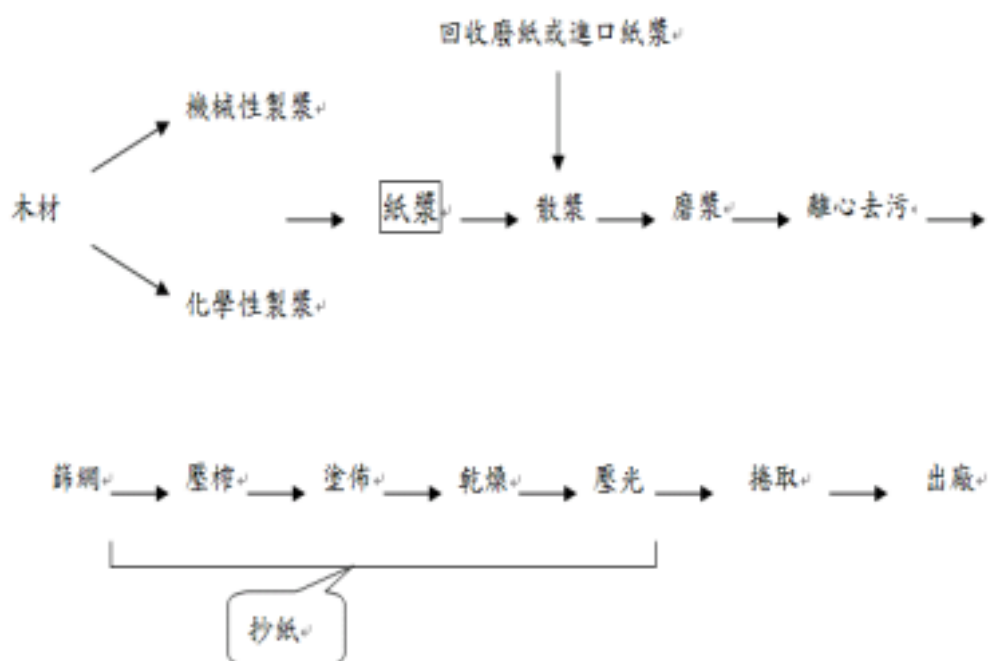 回收廢紙或進口紙漿
機械性製漿
木材 紙漿 散漿 磨漿 離心去污
化學性製漿
篩網 壓榨 塗佈 乾燥 壓光 捲取 出廠
抄紙